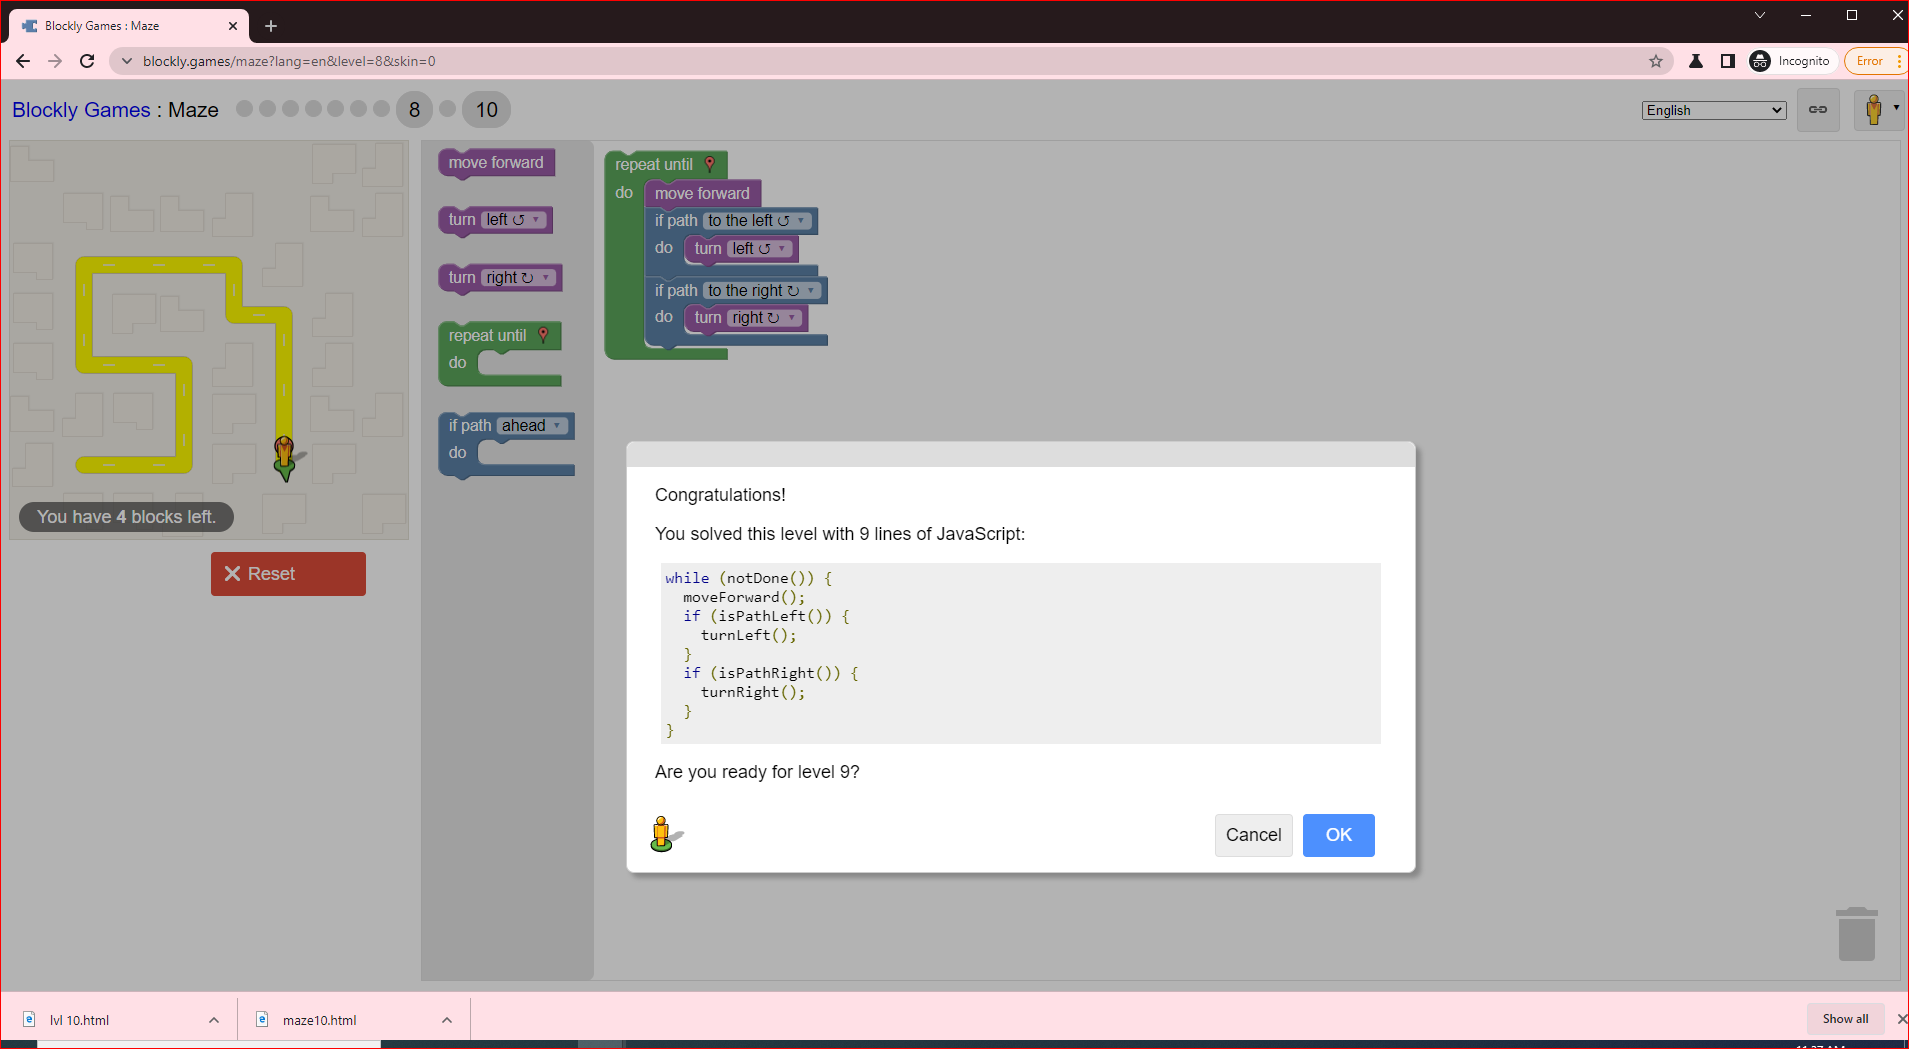 Blockly Games : Maze
blockly.games/maze?lang=en&level=8&skin=0
Incognito
Error
Blockly Games : Maze
8
10
English
move forward
turn left ↺
turn right ↻
repeat until
do
if path ahead
do
repeat until
do
move forward
if path to the left ↺
do
turn left ↺
if path to the right ↻
do
turn right ↻
You have 4 blocks left.
Reset
Congratulations!
You solved this level with 9 lines of JavaScript:
while (notDone()) {
  moveForward();
  if (isPathLeft()) {
    turnLeft();
  }
  if (isPathRight()) {
    turnRight();
  }
}
Are you ready for level 9?
Cancel
OK
lvl 10.html
maze10.html
Show all